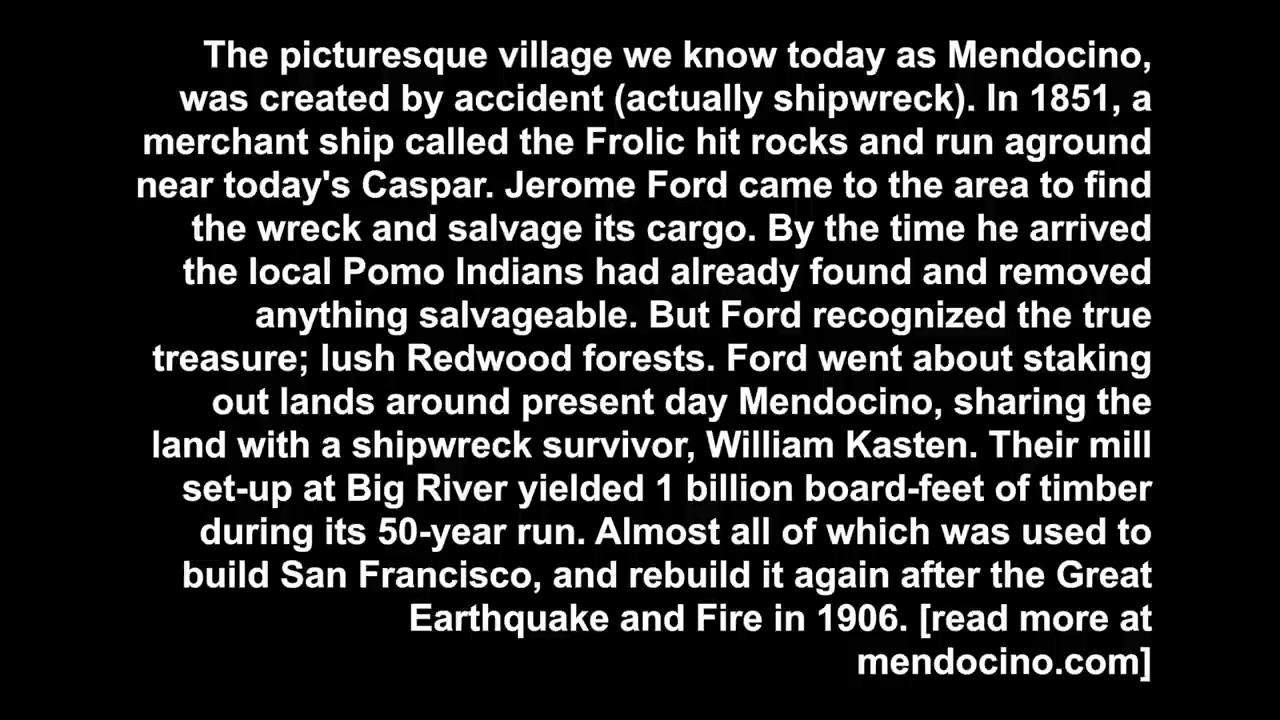 The picturesque village we know today as Mendocino,
was created by accident (actually shipwreck). In 1851, a
merchant ship called the Frolic hit rocks and run aground
near today's Caspar. Jerome Ford came to the area to find
the wreck and salvage its cargo. By the time he arrived
the local Pomo Indians had already found and removed
anything salvageable. But Ford recognized the true
treasure; lush Redwood forests. Ford went about staking
out lands around present day Mendocino, sharing the
land with a shipwreck survivor, William Kasten. Their mill
set-up at Big River yielded 1 billion board-feet of timber
during its 50-year run. Almost all of which was used to
build San Francisco, and rebuild it again after the Great
Earthquake and Fire in 1906. [read more at
mendocino.com]